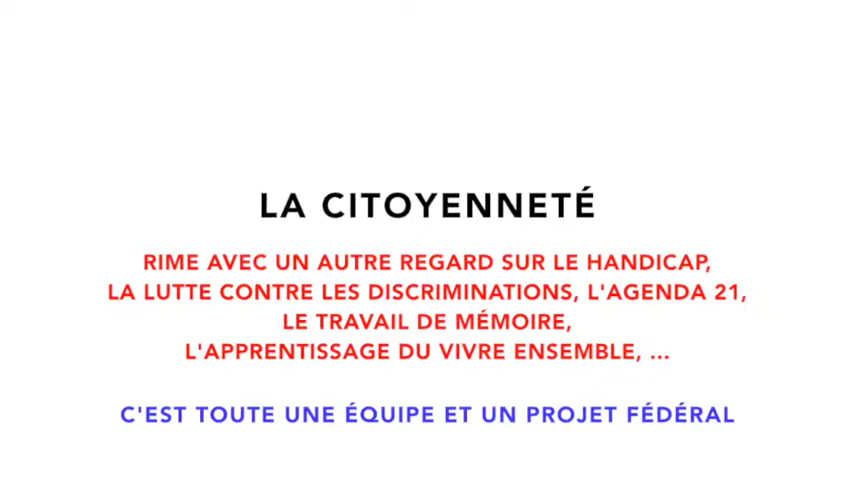 LA CITOYENNETÉ
RIME AVEC UN AUTRE REGARD SUR LE HANDICAP,
LA LUTTE CONTRE LES DISCRIMINATIONS, L'AGENDA 21,
LE TRAVAIL DE MÉMOIRE,
L'APPRENTISSAGE DU VIVRE ENSEMBLE, ...
C'EST TOUTE UNE ÉQUIPE ET UN PROJET FÉDÉRAL